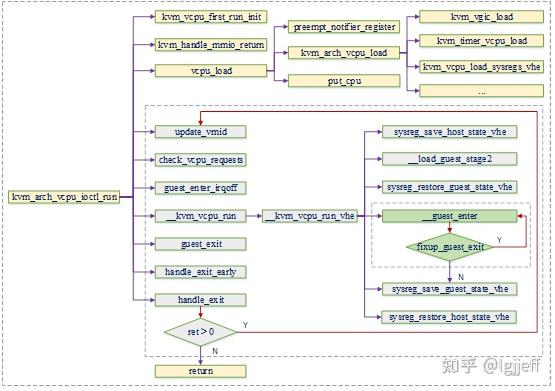 kvm_vcpu_first_run_init
kvm_handle_mmio_return
vcpu_load
preempt_notifier_register
kvm_arch_vcpu_load
put_cpu
kvm_vgic_load
kvm_timer_vcpu_load
kvm_vcpu_load_sysregs_vhe
...
kvm_arch_vcpu_ioctl_run
update_vmid
check_vcpu_requests
guest_enter_irqoff
__kvm_vcpu_run
guest_exit
handle_exit_early
handle_exit
ret > 0
Y
N
return
__kvm_vcpu_run_vhe
sysreg_save_host_state_vhe
__load_guest_stage2
sysreg_restore_guest_state_vhe
__guest_enter
fixup_guest_exit
Y
N
sysreg_save_guest_state_vhe
sysreg_restore_host_state_vhe
知乎 @lgjjeff